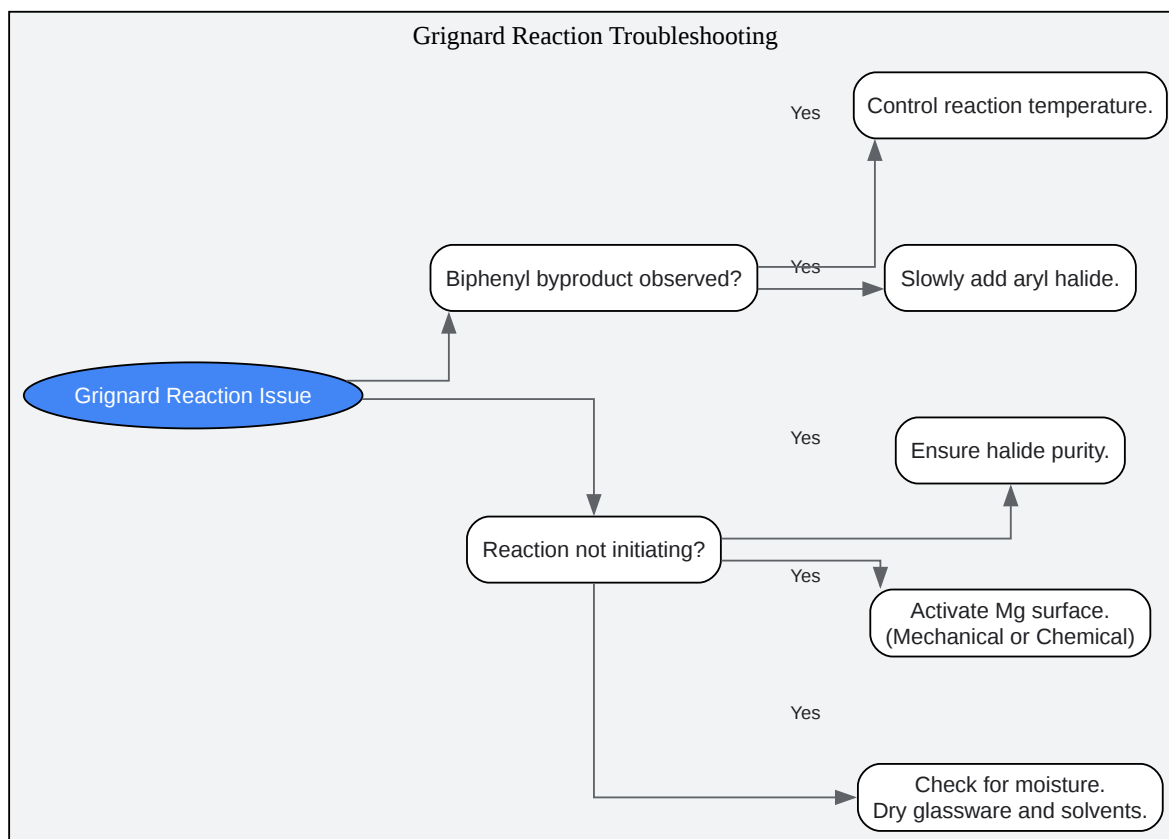 Grignard Reaction Troubleshooting
Yes
Control reaction temperature.
Biphenyl byproduct observed?
Yes
Slowly add aryl halide.
Grignard Reaction Issue
Yes
Ensure halide purity.
Reaction not initiating?
Yes
Activate Mg surface.
(Mechanical or Chemical)
Yes
Check for moisture.
Dry glassware and solvents.